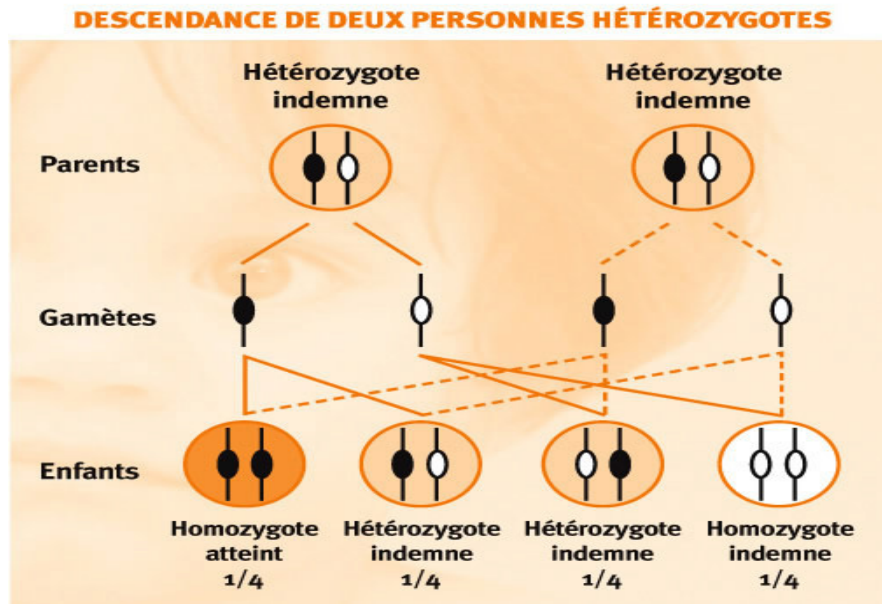 DESCENDANCE DE DEUX PERSONNES HÉTÉROZYGOTES
Hétérozygote
indemne
Hétérozygote
indemne
Parents
Gamètes
Enfants
Homozygote
atteint
1/4
Hétérozygote
indemne
1/4
Hétérozygote
indemne
1/4
Homozygote
indemne
1/4